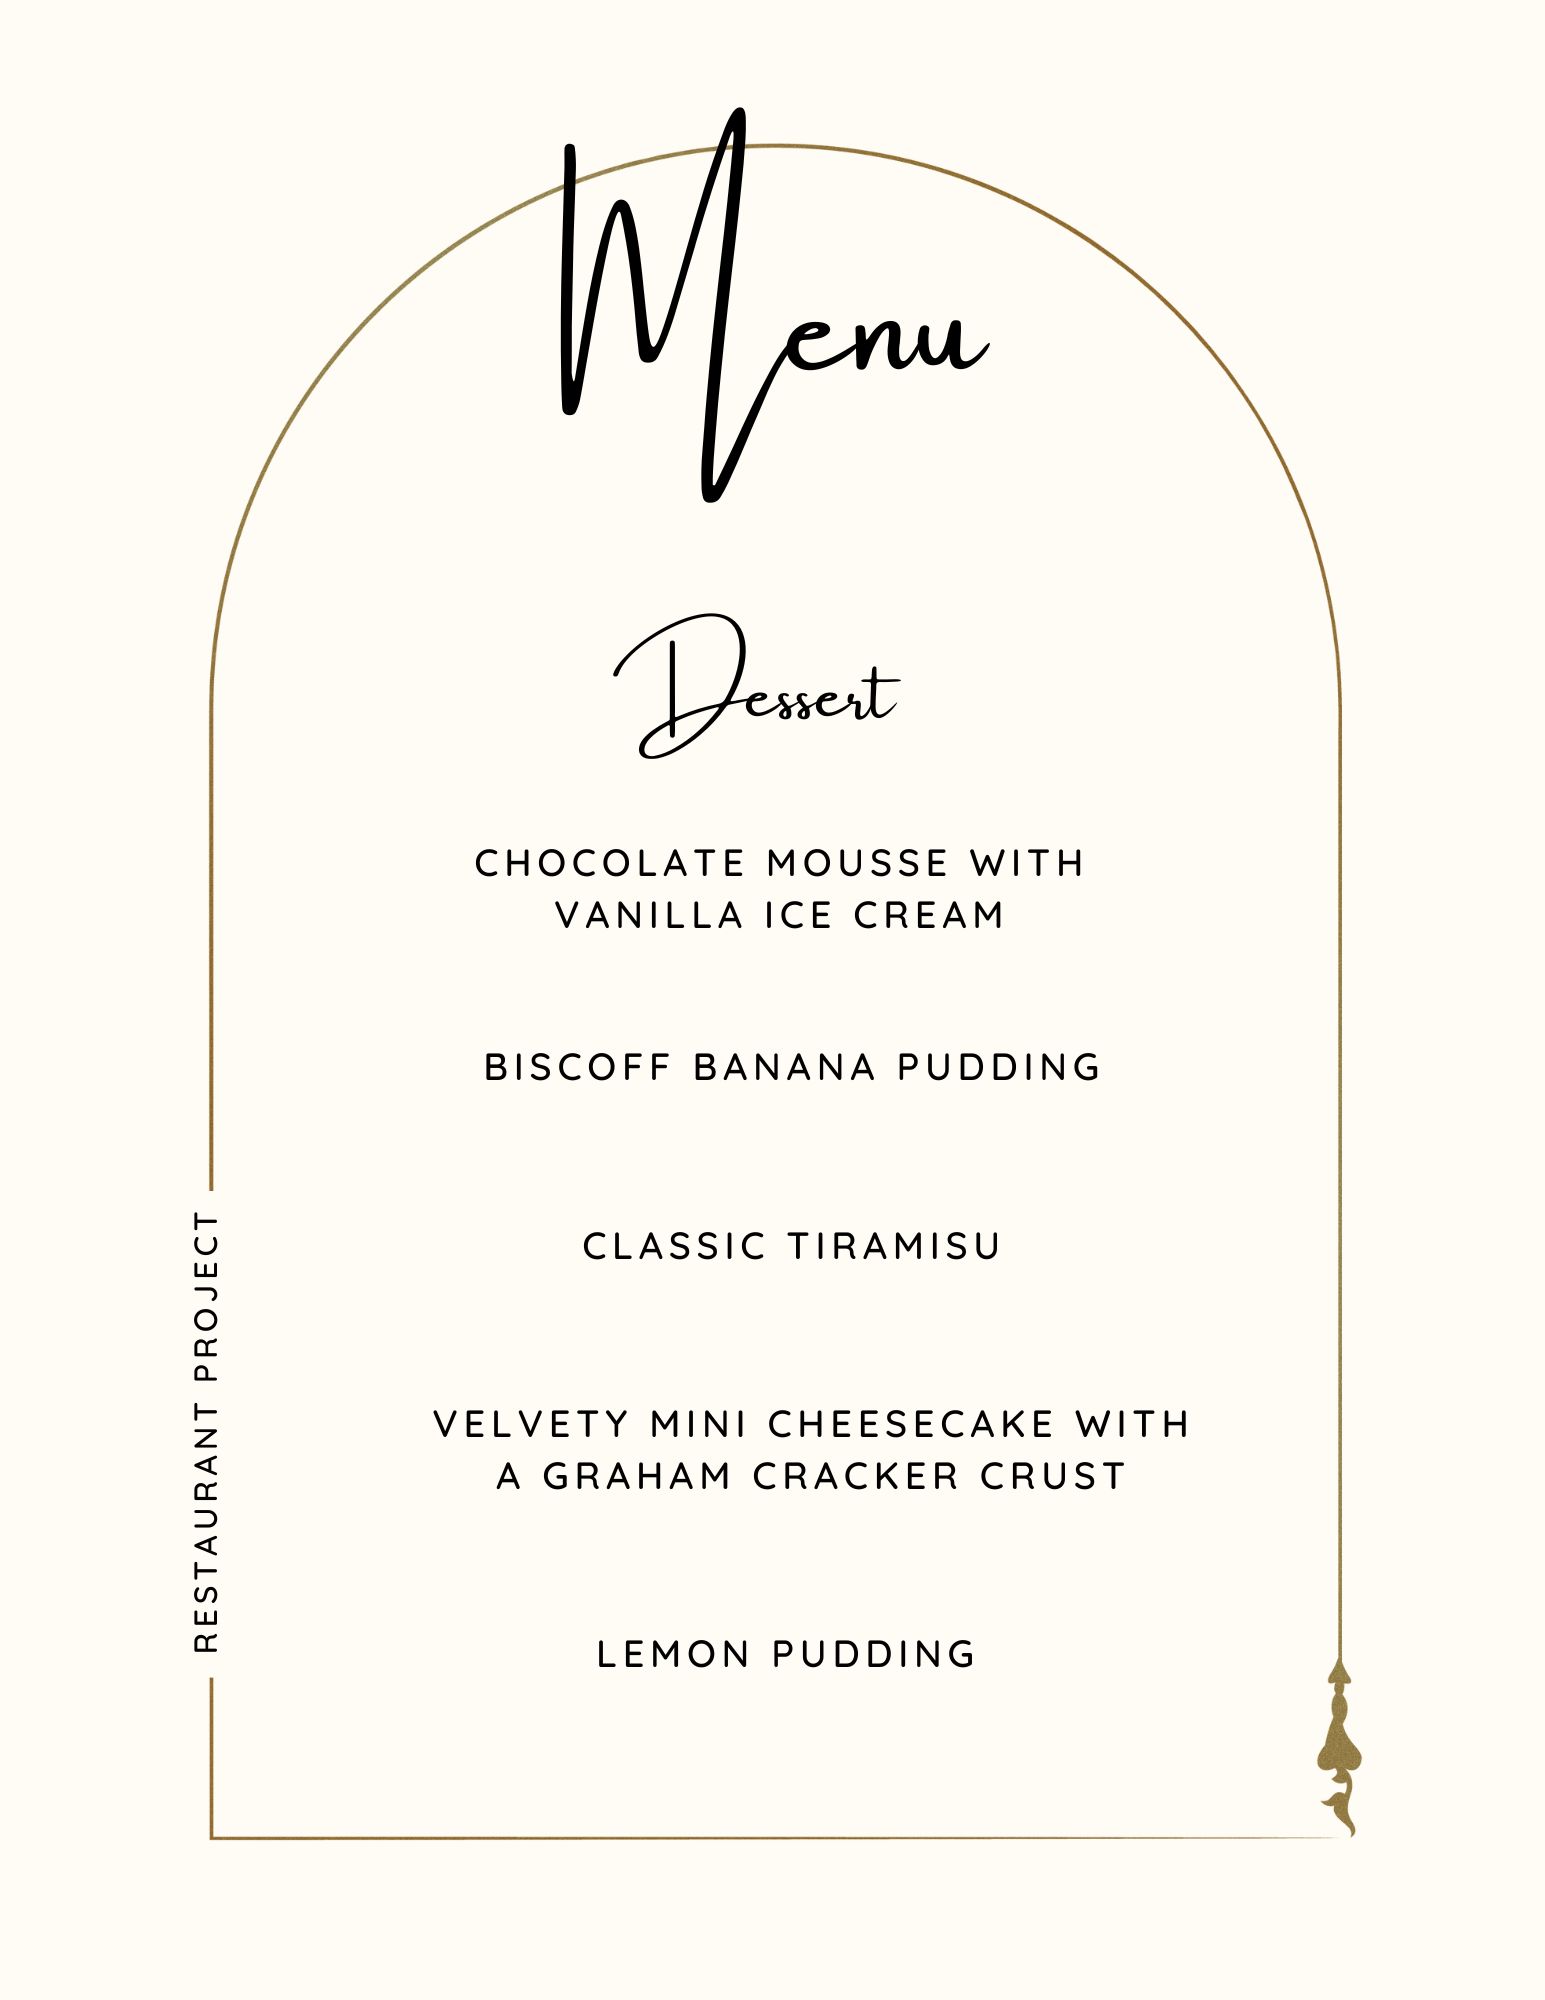 Menu
Dessert
CHOCOLATE MOUSSE WITH
VANILLA ICE CREAM
BISCOFF BANANA PUDDING
CLASSIC TIRAMISU
VELVETY MINI CHEESECAKE WITH
A GRAHAM CRACKER CRUST
LEMON PUDDING
RESTAURANT PROJECT